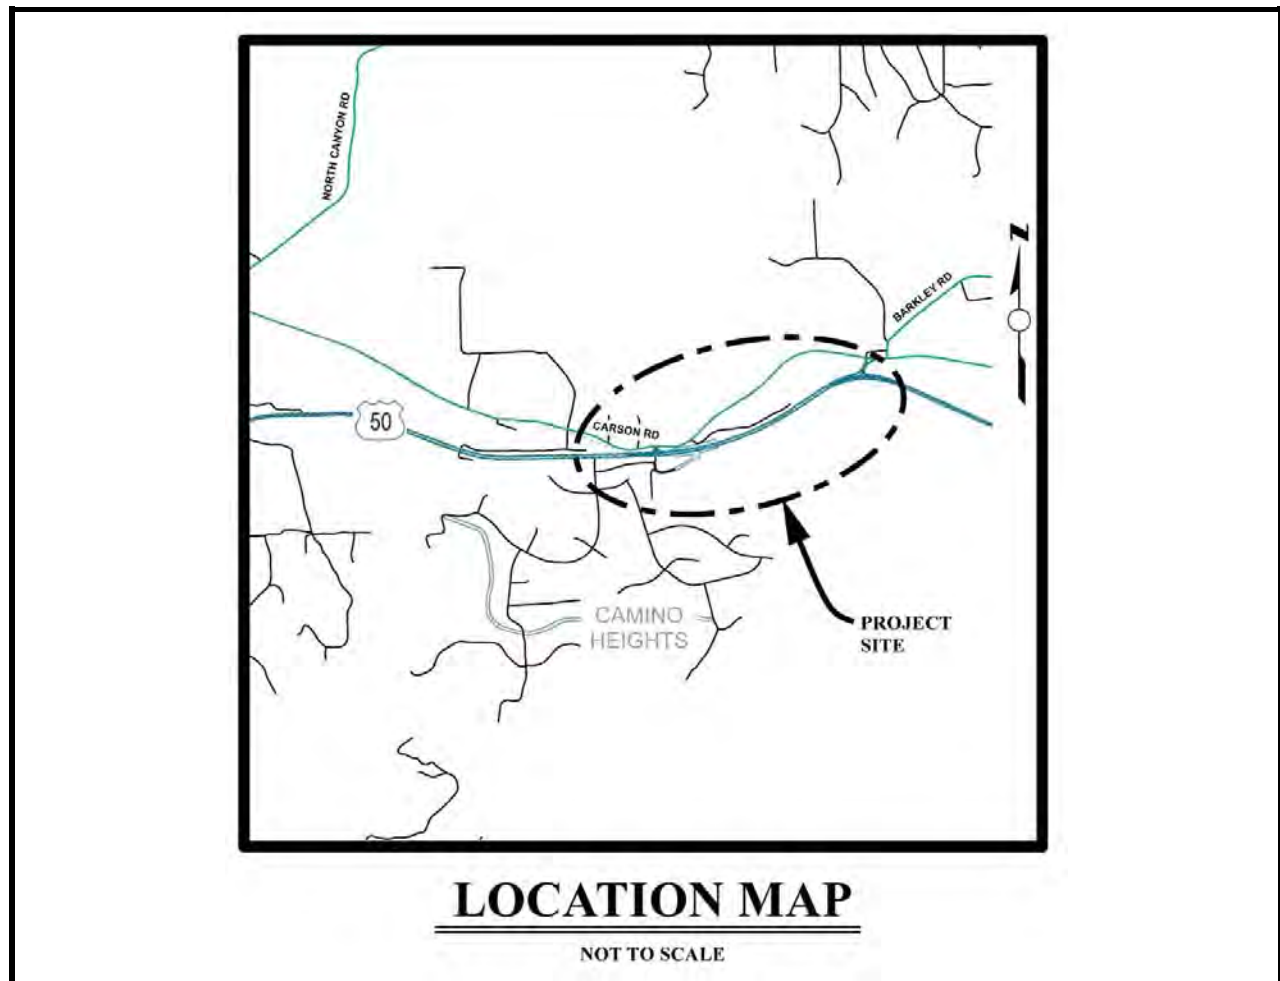 NORTH CANYON RD
N
BARKLEY RD
50
CARSON RD
CAMINO
HEIGHTS
PROJECT
SITE
LOCATION MAP
NOT TO SCALE